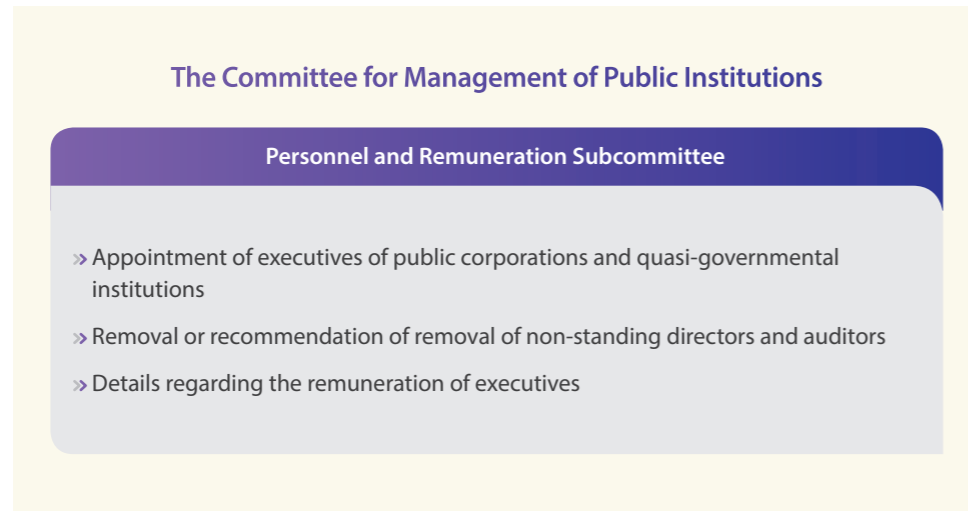 The Committee for Management of Public Institutions
Personnel and Remuneration Subcommittee
» Appointment of executives of public corporations and quasi-governmental
institutions
» Removal or recommendation of removal of non-standing directors and auditors
» Details regarding the remuneration of executives